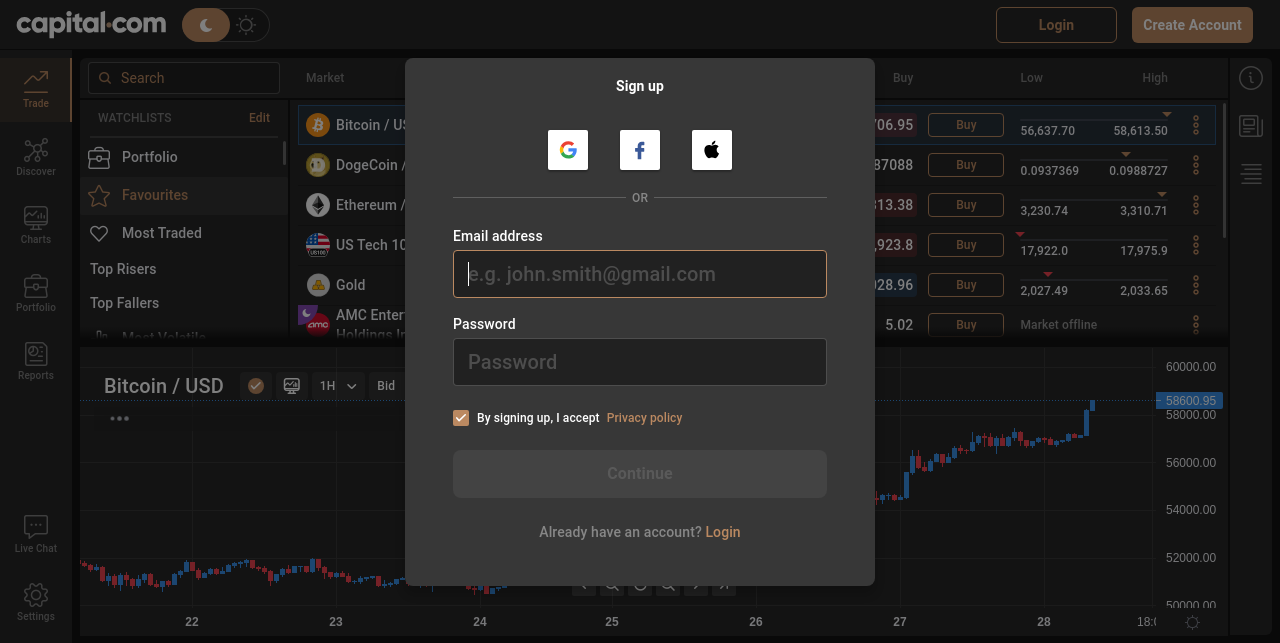 capital.com
Login
Create Account
Trade
Discover
Charts
Portfolio
Reports
Live Chat
Settings
Search
WATCHLISTS Edit
Portfolio
Favourites
Most Traded
Top Risers
Top Fallers
Most Volatile
Market Buy Low High
Bitcoin / US 706.95 Buy 56,637.70 58,613.50
DogeCoin / 87088 Buy 0.0937369 0.0988727
Ethereum / 313.38 Buy 3,230.74 3,310.71
US100
US Tech 10 ,923.8 Buy 17,922.0 17,975.9
Gold 028.96 Buy 2,027.49 2,033.65
amc
AMC Enter 5.02 Buy Market offline
Holdings In
Sign up
OR
Email address
e.g. john.smith@gmail.com
Password
Password
By signing up, I accept Privacy policy
Continue
Already have an account? Login
Bitcoin / USD 1H Bid
60000.00
58600.95
58000.00
56000.00
54000.00
52000.00
50000.00
22 23 24 25 26 27 28 18:0